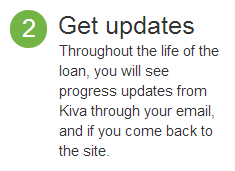 2 Get updates
Throughout the life of the
loan, you will see
progress updates from
Kiva through your email,
and if you come back to
the site.